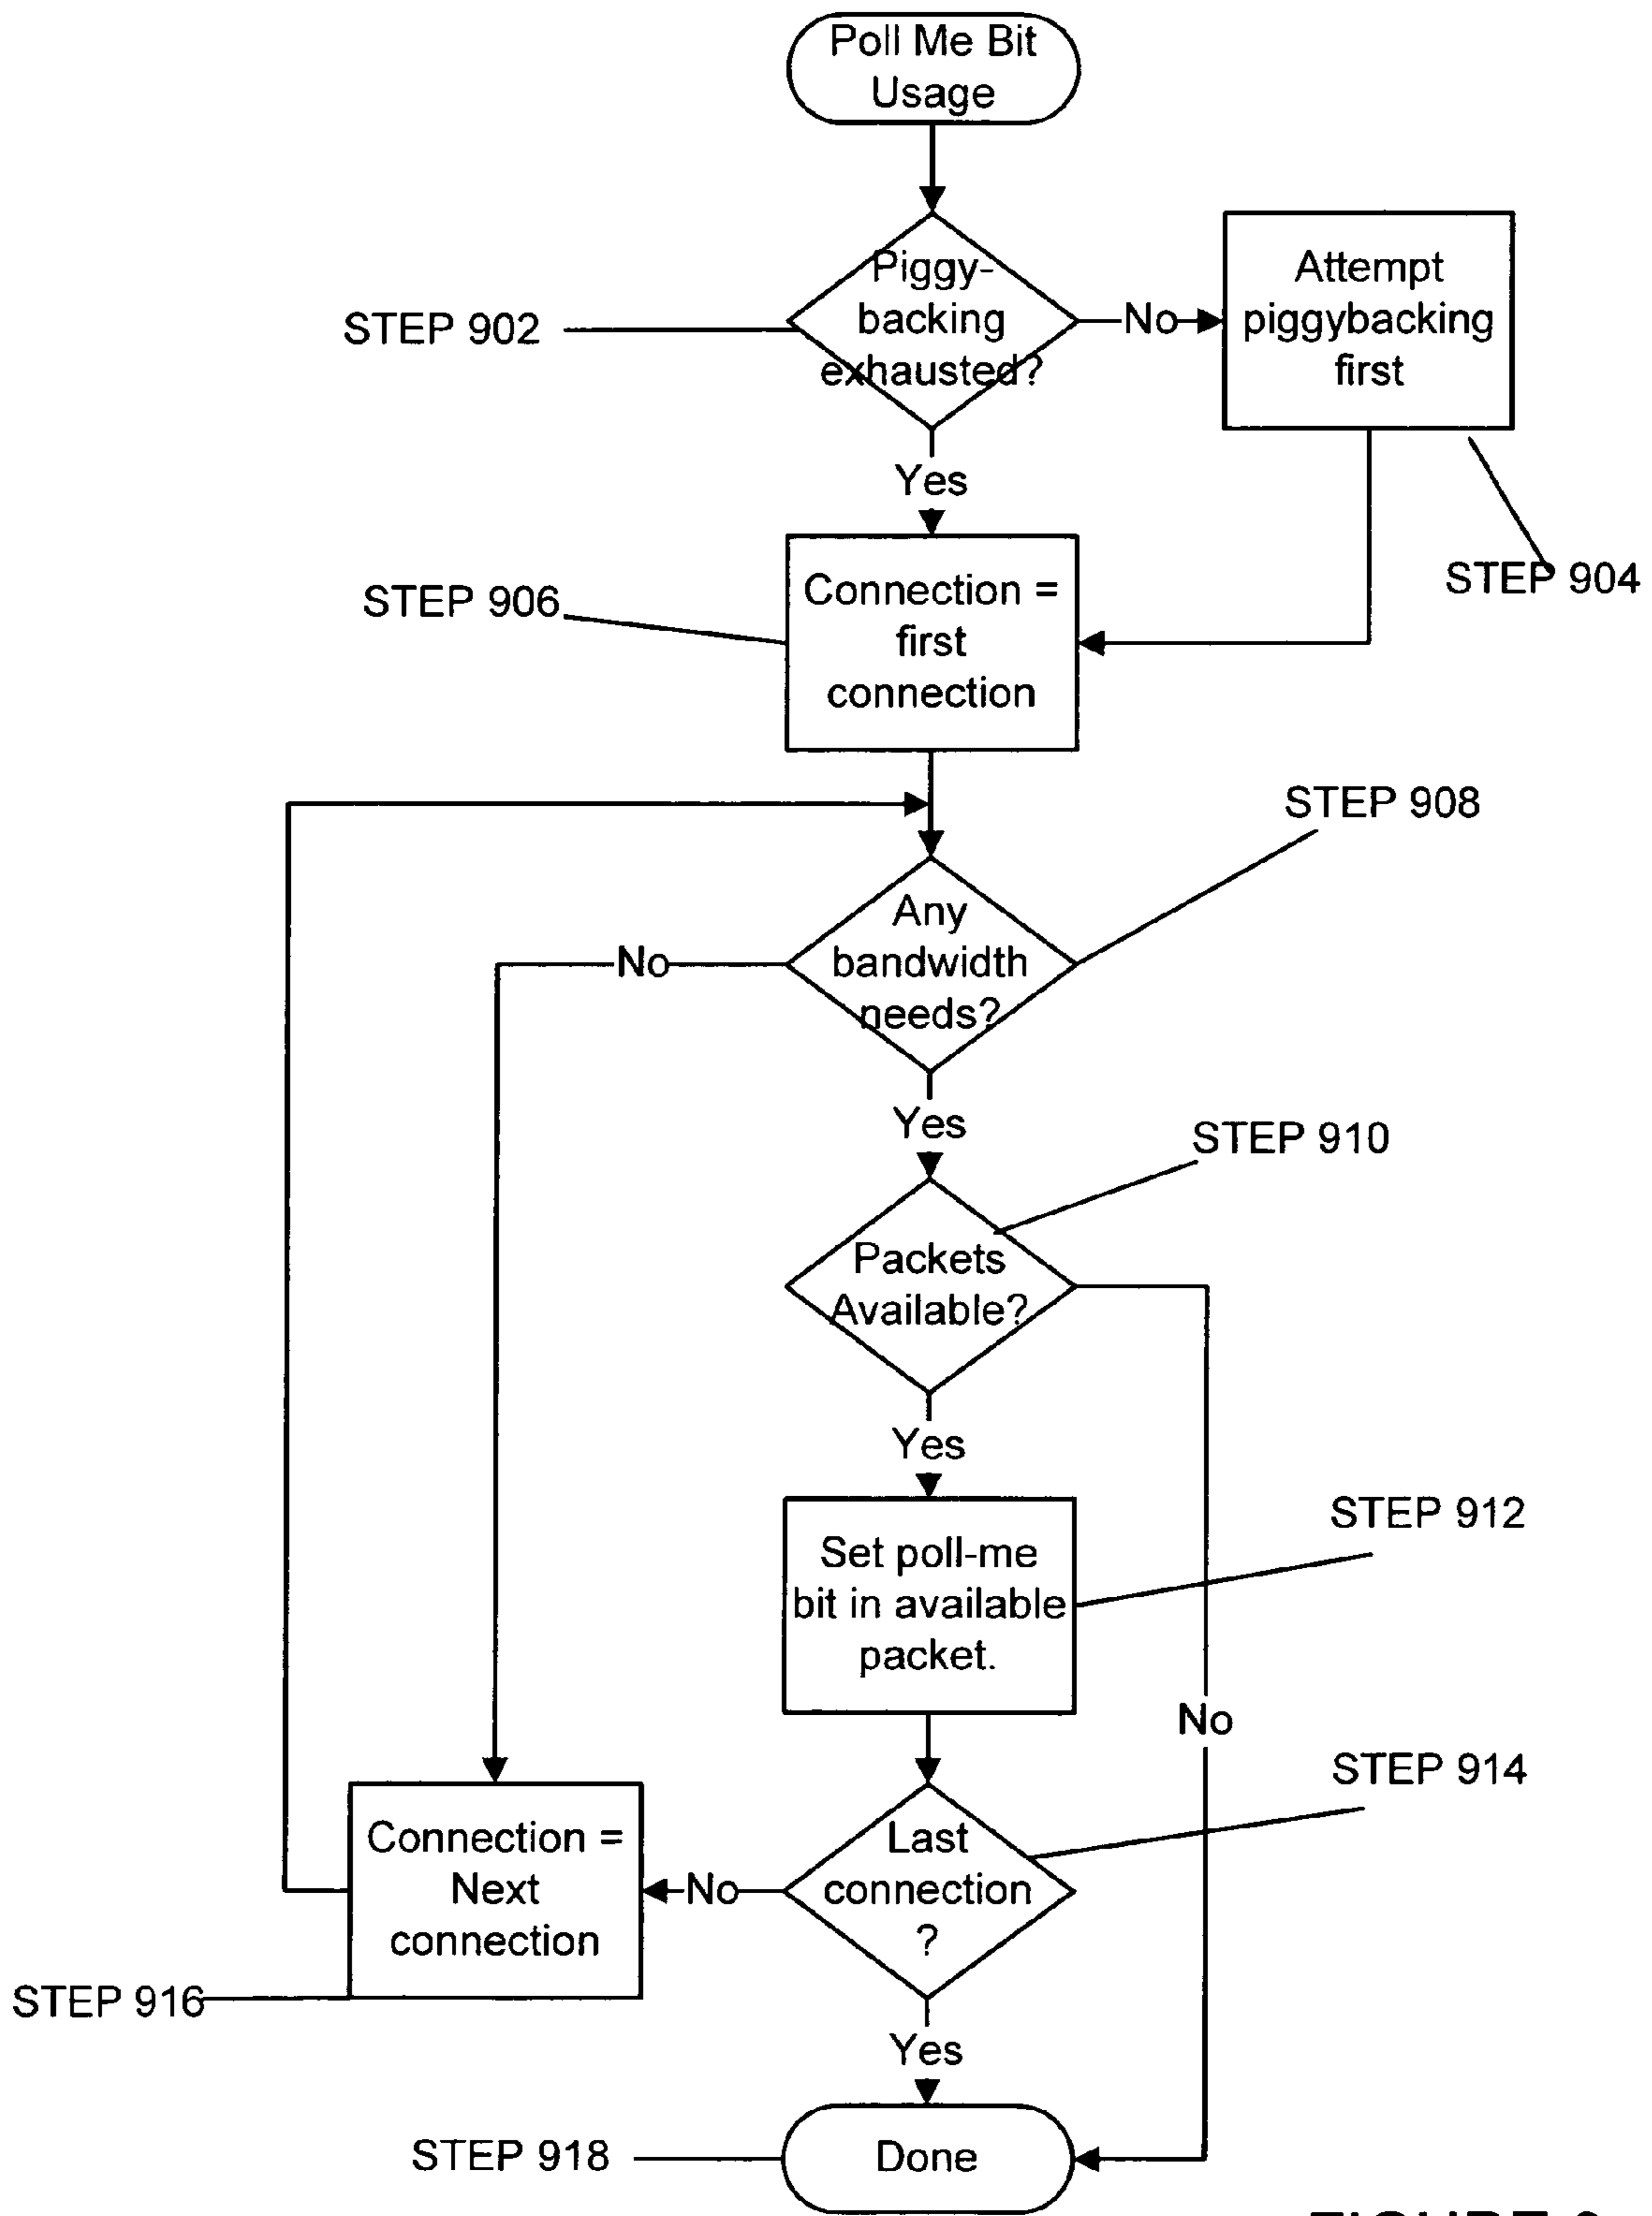 Poll Me Bit
Usage
Piggy-
backing
exhausted?
No
Attempt
piggybacking
first
STEP 902
Yes
STEP 904
STEP 906
Connection =
first
connection
STEP 908
Any
bandwidth
needs?
No
Yes
STEP 910
Packets
Available?
Yes
STEP 912
Set poll-me
bit in available
packet.
No
STEP 914
Last
connection
?
No
Connection =
Next
connection
STEP 916
Yes
STEP 918
Done